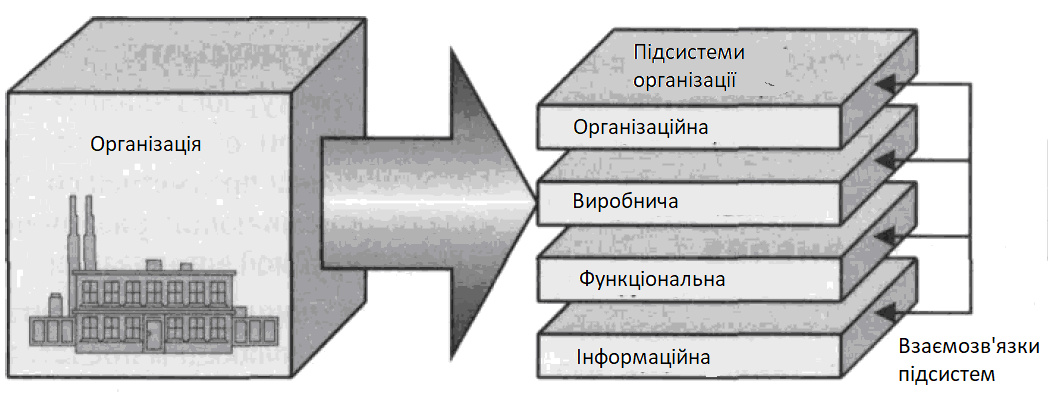 Організація
Підсистеми
організації
Організаційна
Виробнича
Функціональна
Інформаційна
Взаємозв'язки
підсистем